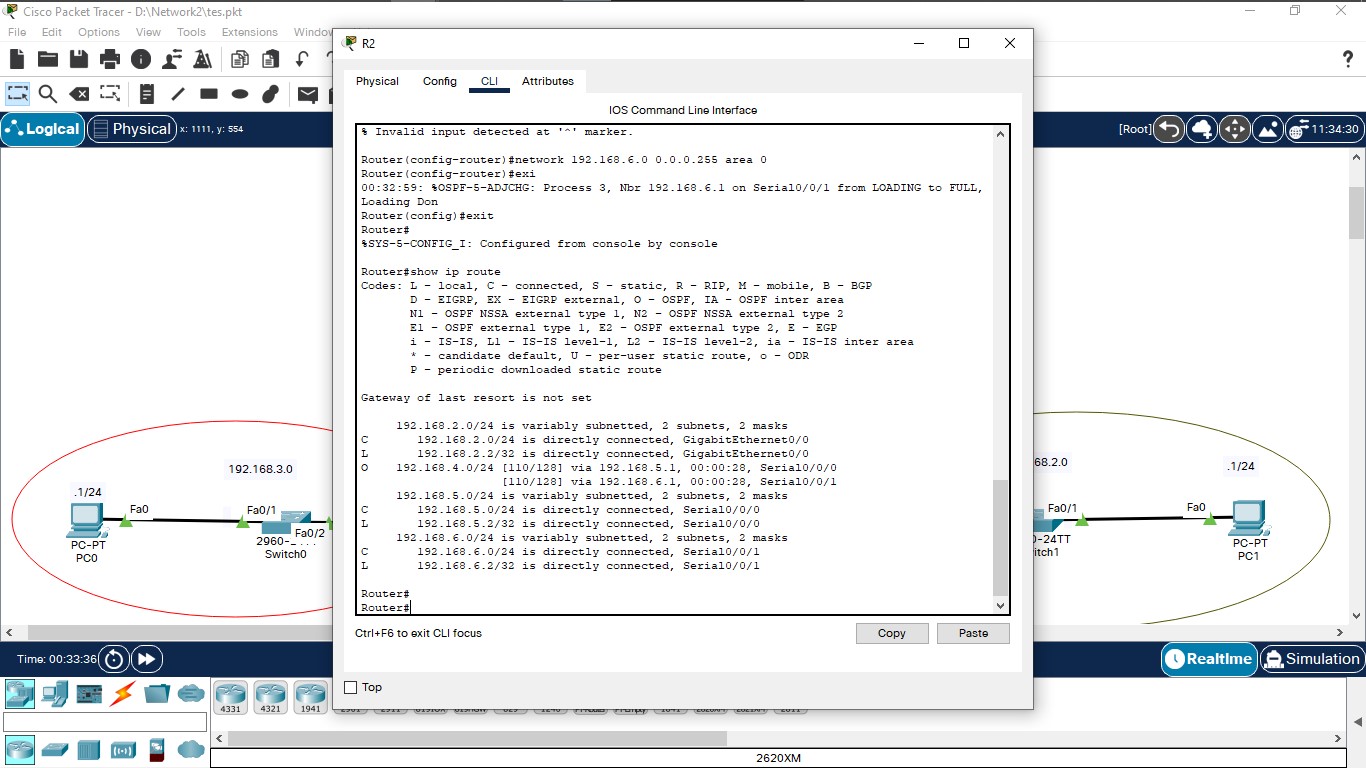 Cisco Packet Tracer - D:\Network2\tes.pkt
File Edit Options View Tools Extensions Window
Logical
Physical
x: 1111, y: 554
[Root]
11:34:30
R2
Physical Config CLI Attributes
IOS Command Line Interface
% Invalid input detected at '^' marker.
Router(config-router)#network 192.168.6.0 0.0.0.255 area 0
Router(config-router)#exi
00:32:59: %OSPF-5-ADJCHG: Process 3, Nbr 192.168.6.1 on Serial0/0/1 from LOADING to FULL,
Loading Don
Router(config)#exit
Router#
%SYS-5-CONFIG_I: Configured from console by console
Router#show ip route
Codes: L - local, C - connected, S - static, R - RIP, M - mobile, B - BGP
D - EIGRP, EX - EIGRP external, O - OSPF, IA - OSPF inter area
N1 - OSPF NSSA external type 1, N2 - OSPF NSSA external type 2
E1 - OSPF external type 1, E2 - OSPF external type 2, E - EGP
i - IS-IS, L1 - IS-IS level-1, L2 - IS-IS level-2, ia - IS-IS inter area
* - candidate default, U - per-user static route, o - ODR
P - periodic downloaded static route
Gateway of last resort is not set
192.168.2.0/24 is variably subnetted, 2 subnets, 2 masks
C 192.168.2.0/24 is directly connected, GigabitEthernet0/0
L 192.168.2.2/32 is directly connected, GigabitEthernet0/0
O 192.168.4.0/24 [110/128] via 192.168.5.1, 00:00:28, Serial0/0/0
[110/128] via 192.168.6.1, 00:00:28, Serial0/0/1
192.168.5.0/24 is variably subnetted, 2 subnets, 2 masks
C 192.168.5.0/24 is directly connected, Serial0/0/0
L 192.168.5.2/32 is directly connected, Serial0/0/0
192.168.6.0/24 is variably subnetted, 2 subnets, 2 masks
C 192.168.6.0/24 is directly connected, Serial0/0/1
L 192.168.6.2/32 is directly connected, Serial0/0/1
Router#
Router#
Ctrl+F6 to exit CLI focus
Copy
Paste
Top
192.168.3.0
.1/24
Fa0
Fa0/1
Fa0/2
PC-PT
PC0
Switch0
68.2.0
.1/24
Fa0/1
Fa0
0-24TT
itch1
PC-PT
PC1
Time: 00:33:36
Realtime
Simulation
4331 4321 1941
2620XM